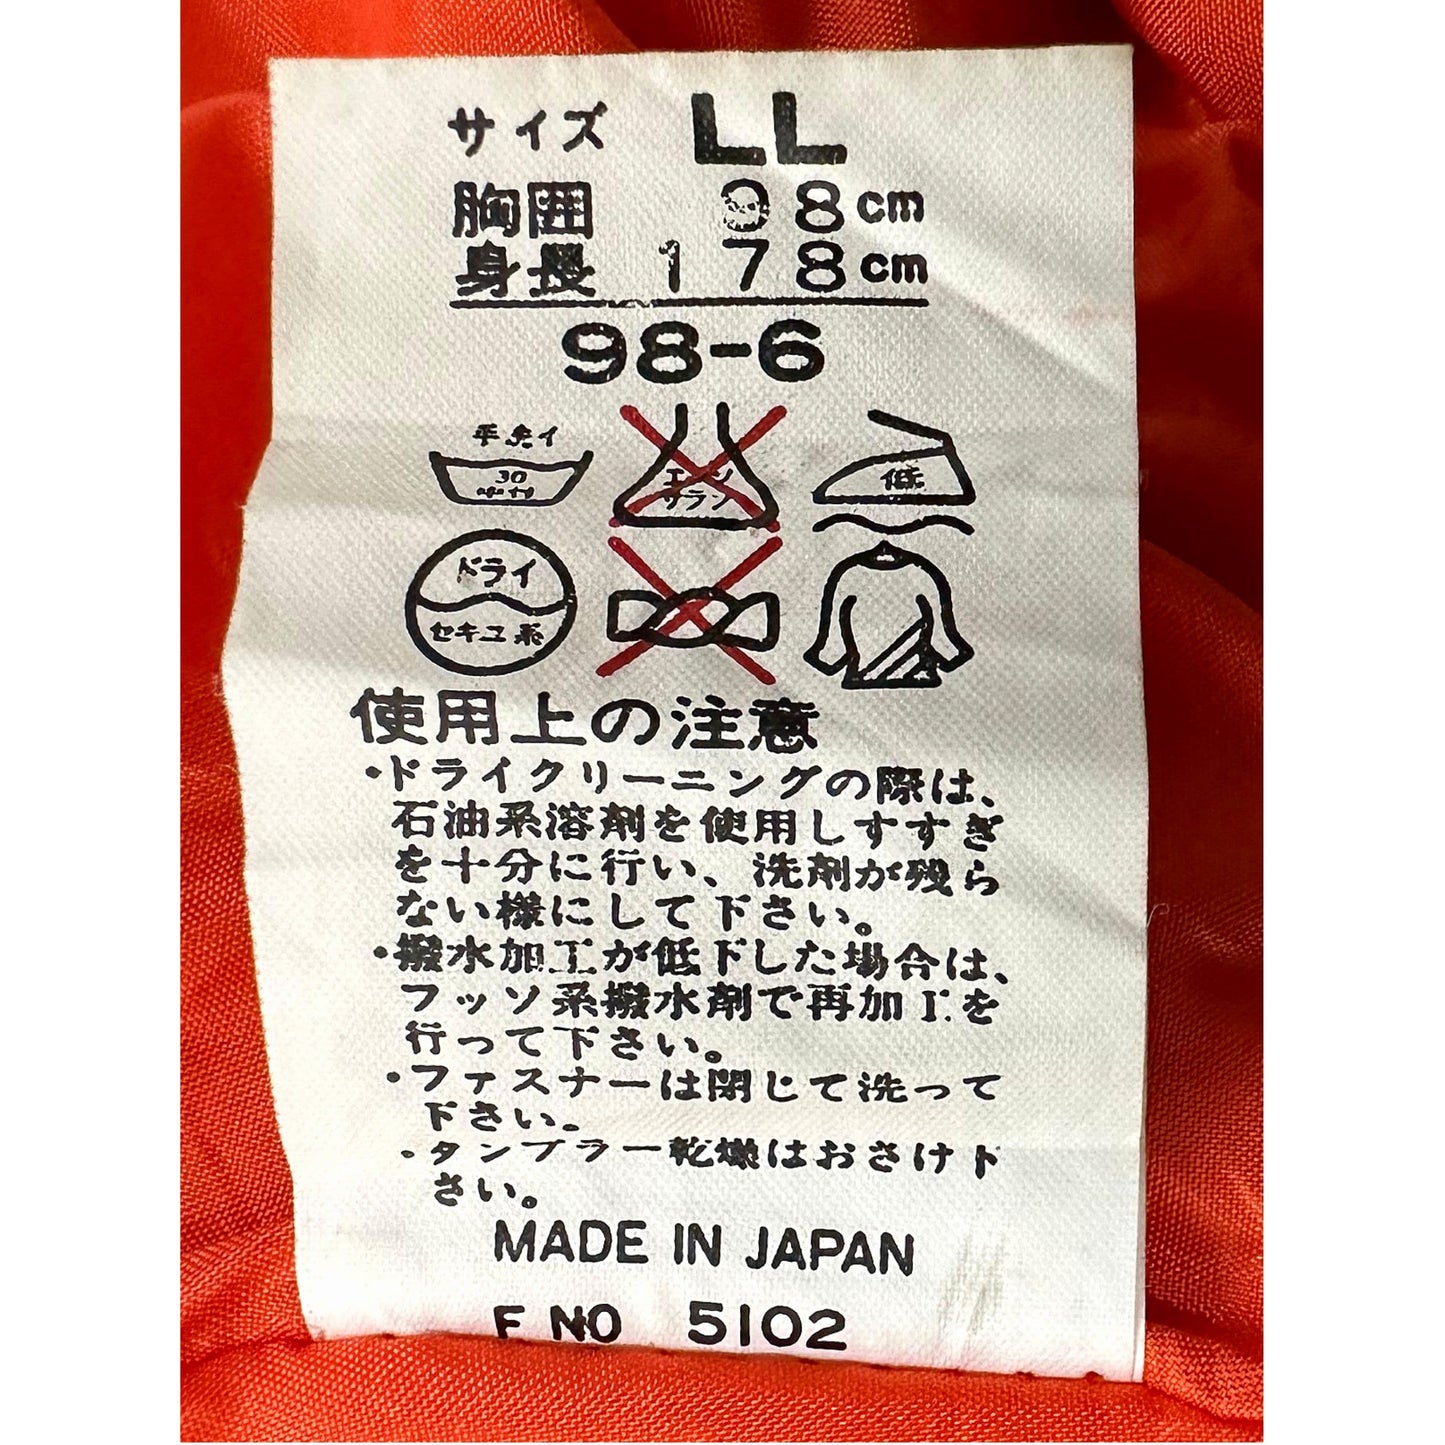 サイズ LL
胸囲 98cm
身長 178cm
98-6
手洗イ
30
中性
エンソ
サラシ
低
ドライ
セキユ系
使用上の注意
・ドライクリーニングの際は、
石油系溶剤を使用しすすぎ
を十分に行い、洗剤が残ら
ない様にして下さい。
・撥水加工が低下した場合は、
フッソ系撥水剤で再加工を
行って下さい。
・ファスナーは閉じて洗って
下さい。
・タンブラー乾燥はおさけ下
さい。
MADE IN JAPAN
F NO 5102